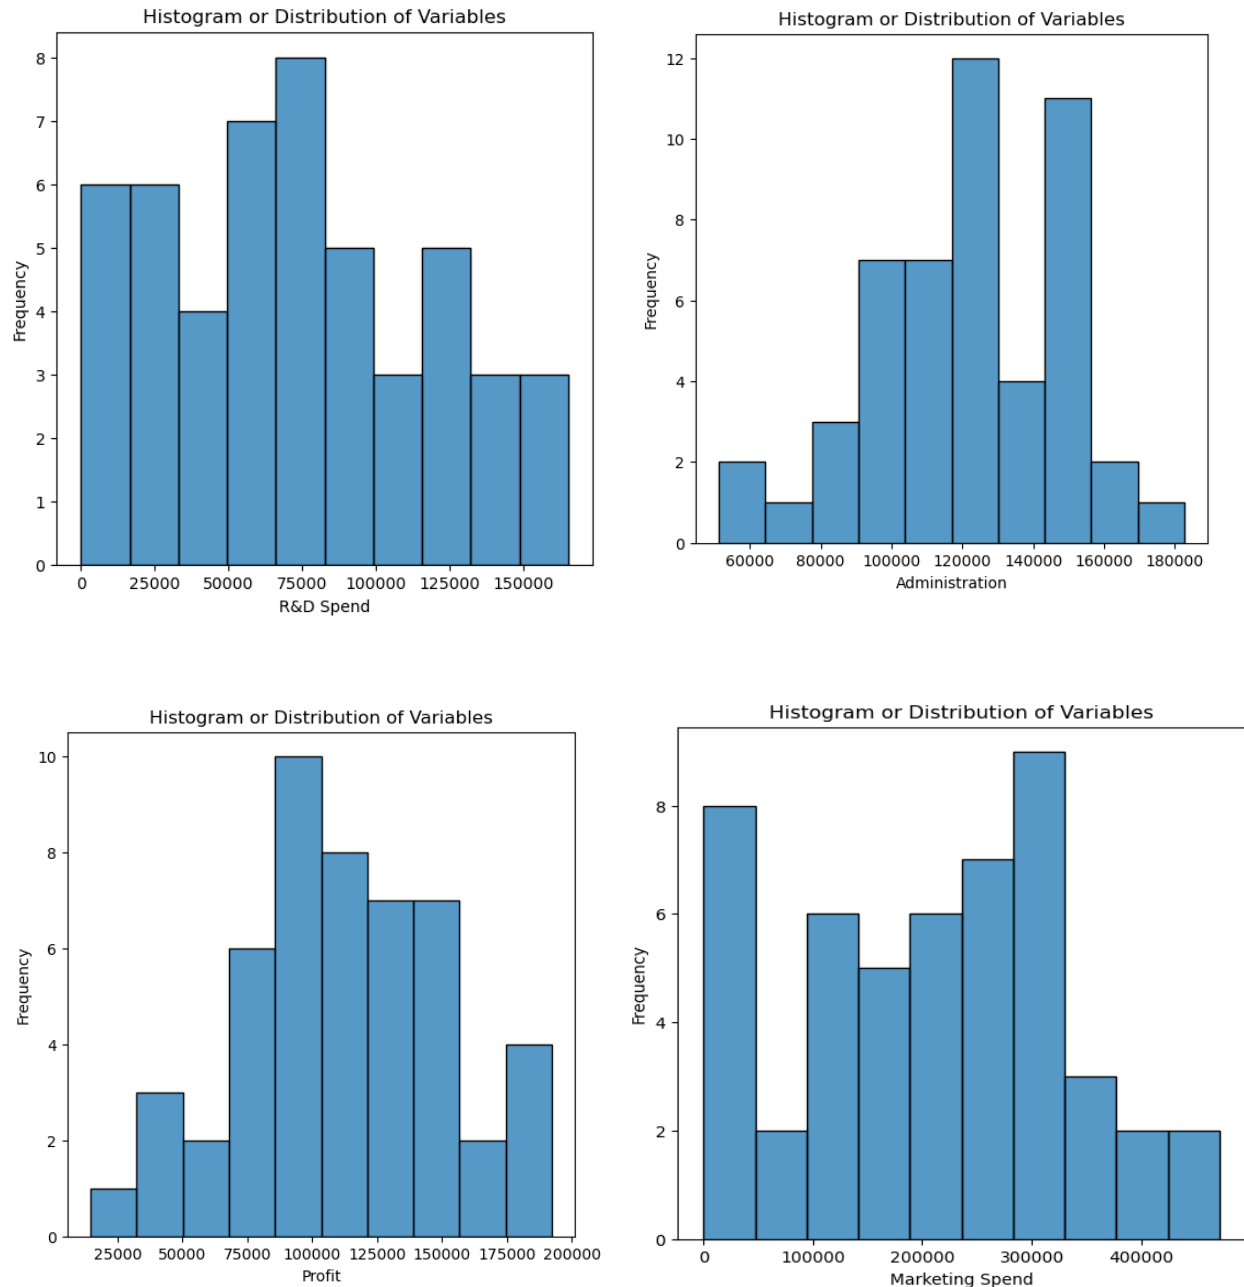 Histogram or Distribution of Variables
8
7
6
5
4
3
2
1
0
Frequency
0 25000 50000 75000 100000 125000 150000
R&D Spend
Histogram or Distribution of Variables
12
10
8
6
4
2
0
Frequency
60000 80000 100000 120000 140000 160000 180000
Administration
Histogram or Distribution of Variables
10
8
6
4
2
0
Frequency
25000 50000 75000 100000 125000 150000 175000 200000
Profit
Histogram or Distribution of Variables
8
6
4
2
0
Frequency
0 100000 200000 300000 400000
Marketing Spend